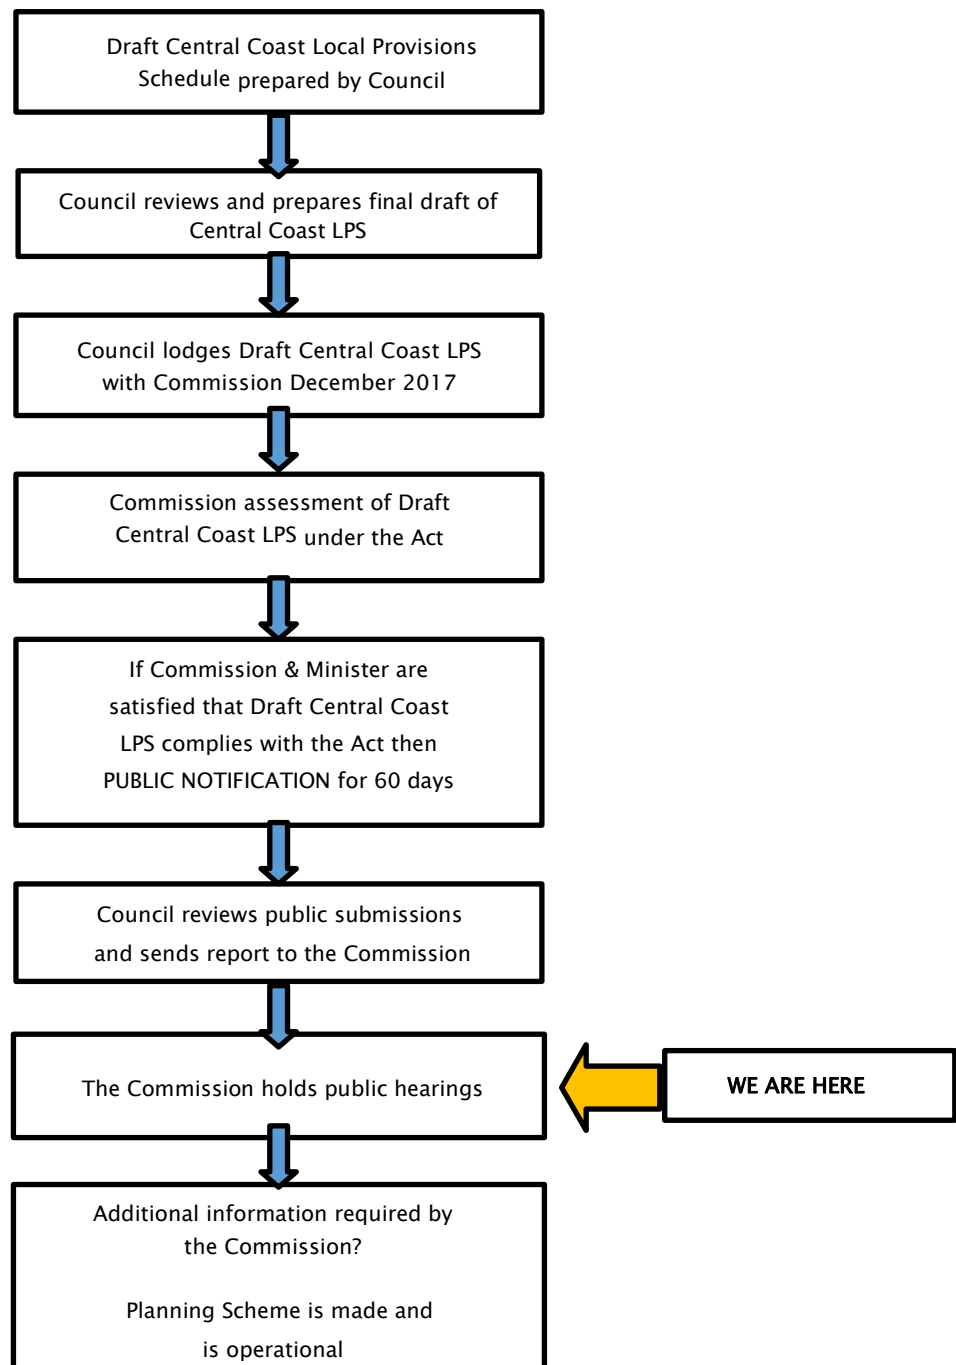 Draft Central Coast Local Provisions
Schedule prepared by Council
Council reviews and prepares final draft of
Central Coast LPS
Council lodges Draft Central Coast LPS
with Commission December 2017
Commission assessment of Draft
Central Coast LPS under the Act
If Commission & Minister are
satisfied that Draft Central Coast
LPS complies with the Act then
PUBLIC NOTIFICATION for 60 days
Council reviews public submissions
and sends report to the Commission
The Commission holds public hearings
WE ARE HERE
Additional information required by
the Commission?
Planning Scheme is made and
is operational